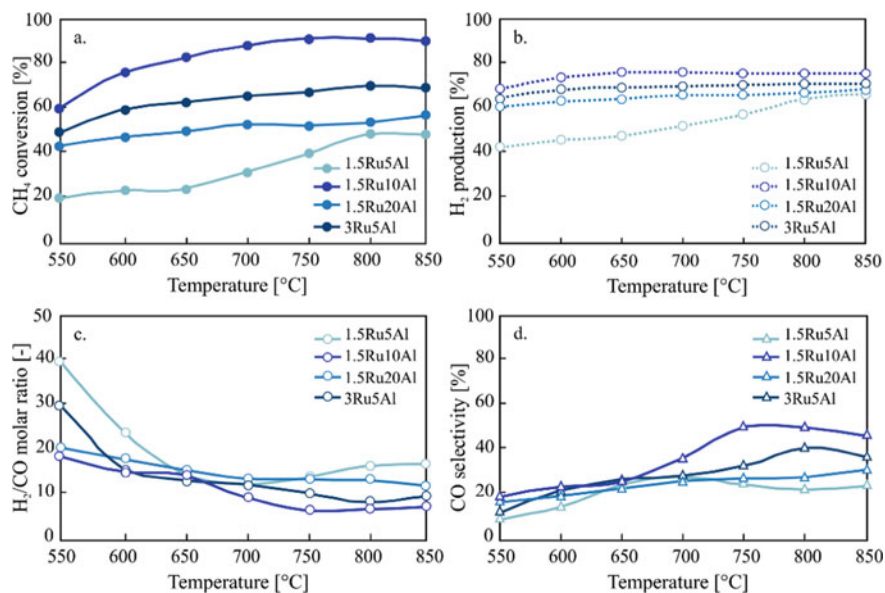 a.
CH4 conversion [%]
100
80
60
40
20
0
1.5Ru5Al
1.5Ru10Al
1.5Ru20Al
3Ru5Al
550 600 650 700 750 800 850
Temperature [°C]
b.
H2 production [%]
100
80
60
40
20
0
1.5Ru5Al
1.5Ru10Al
1.5Ru20Al
3Ru5Al
550 600 650 700 750 800 850
Temperature [°C]
c.
H2/CO molar ratio [-]
50
40
30
20
10
0
1.5Ru5Al
1.5Ru10Al
1.5Ru20Al
3Ru5Al
550 600 650 700 750 800 850
Temperature [°C]
d.
CO selectivity [%]
100
80
60
40
20
0
1.5Ru5Al
1.5Ru10Al
1.5Ru20Al
3Ru5Al
550 600 650 700 750 800 850
Temperature [°C]